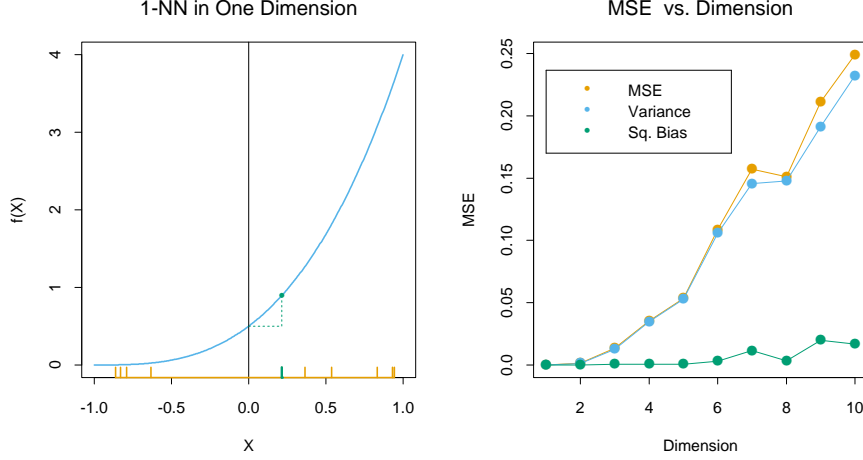 1-NN in One Dimension
f(X)
4
3
2
1
0
-1.0 -0.5 0.0 0.5 1.0
X
MSE vs. Dimension
MSE
0.25
0.20
0.15
0.10
0.05
0.0
MSE
Variance
Sq. Bias
2 4 6 8 10
Dimension